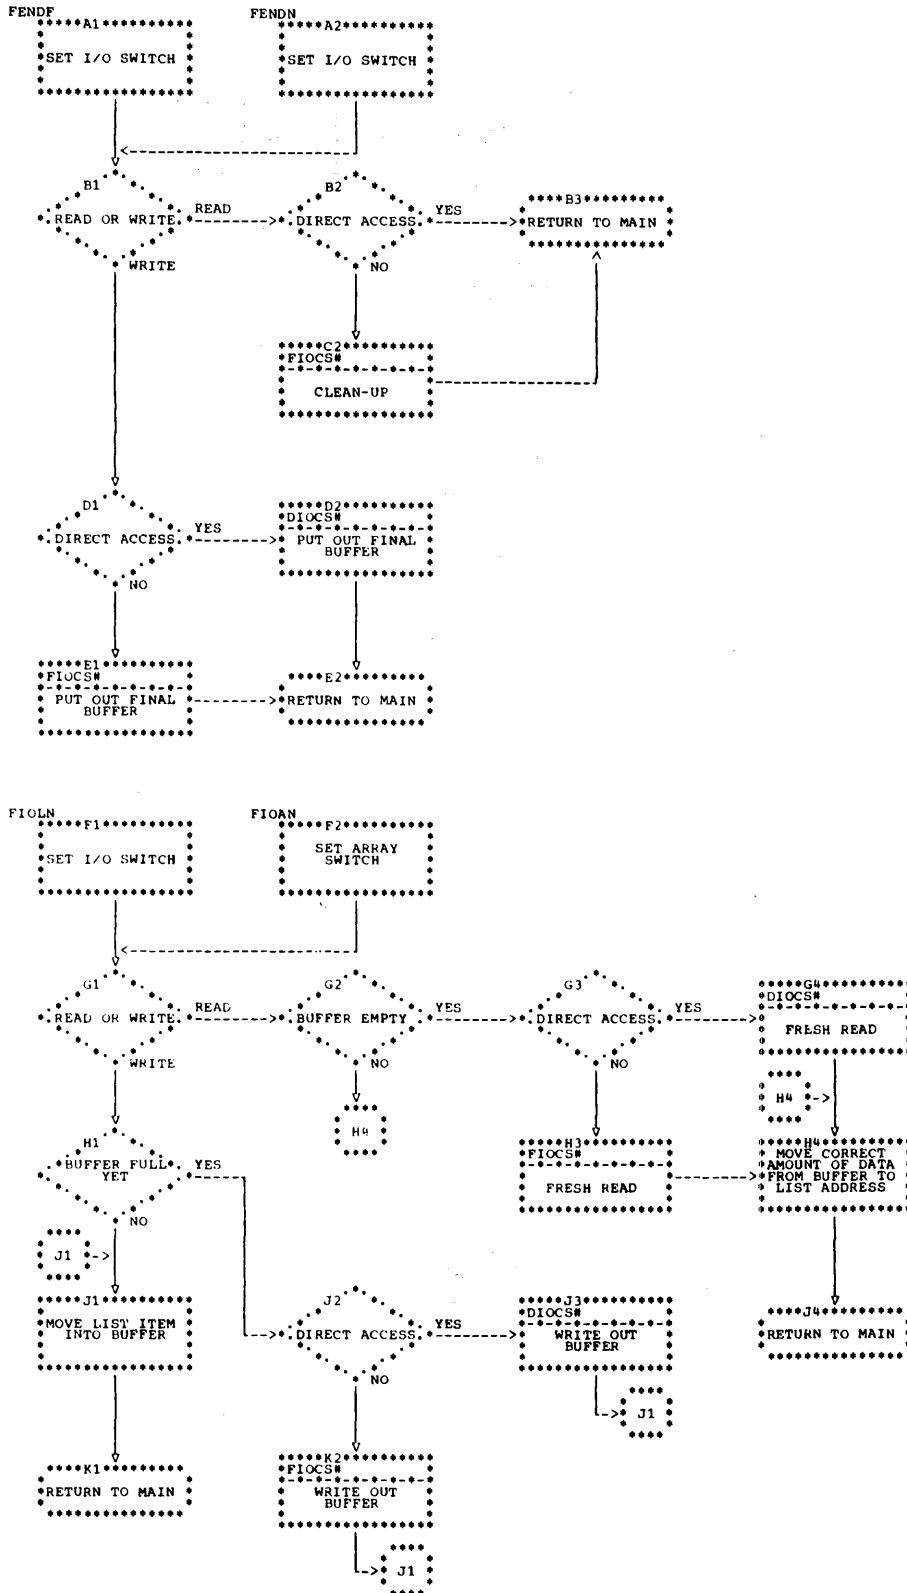 FENDF
FENDN
A1
A2
SET I/O SWITCH
SET I/O SWITCH
B1
B2
B3
READ OR WRITE
READ
DIRECT ACCESS
YES
RETURN TO MAIN
WRITE
NO
C2
FIOCS#
CLEAN-UP
D1
D2
DIOCS#
DIRECT ACCESS
YES
PUT OUT FINAL
BUFFER
NO
E1
E2
FIOCS#
PUT OUT FINAL
BUFFER
RETURN TO MAIN
FIOLN
FIOAN
F1
F2
SET I/O SWITCH
SET ARRAY
SWITCH
G1
G2
G3
G4
DIOCS#
READ OR WRITE
READ
BUFFER EMPTY
YES
DIRECT ACCESS
YES
FRESH READ
WRITE
NO
NO
H4
H4
H1
H3
H4
BUFFER FULL
YET
YES
FIOCS#
FRESH READ
MOVE CORRECT
AMOUNT OF DATA
FROM BUFFER TO
LIST ADDRESS
NO
J1
J1
J2
J3
J4
MOVE LIST ITEM
INTO BUFFER
DIRECT ACCESS
YES
DIOCS#
WRITE OUT
BUFFER
RETURN TO MAIN
NO
J1
K1
K2
RETURN TO MAIN
FIOCS#
WRITE OUT
BUFFER
J1